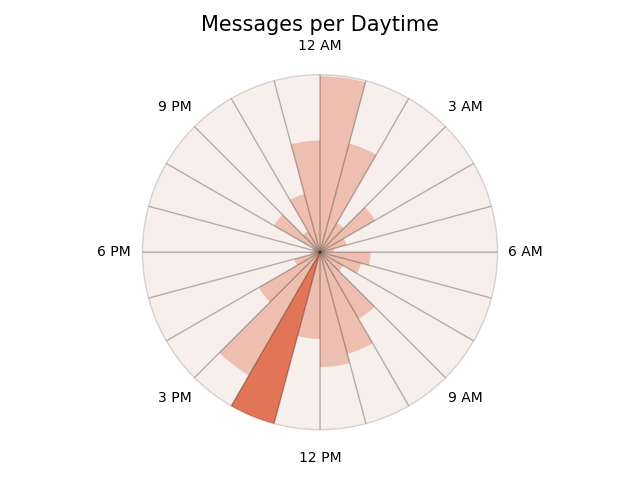 Messages per Daytime
12 AM
9 PM
3 AM
6 PM
6 AM
3 PM
9 AM
12 PM